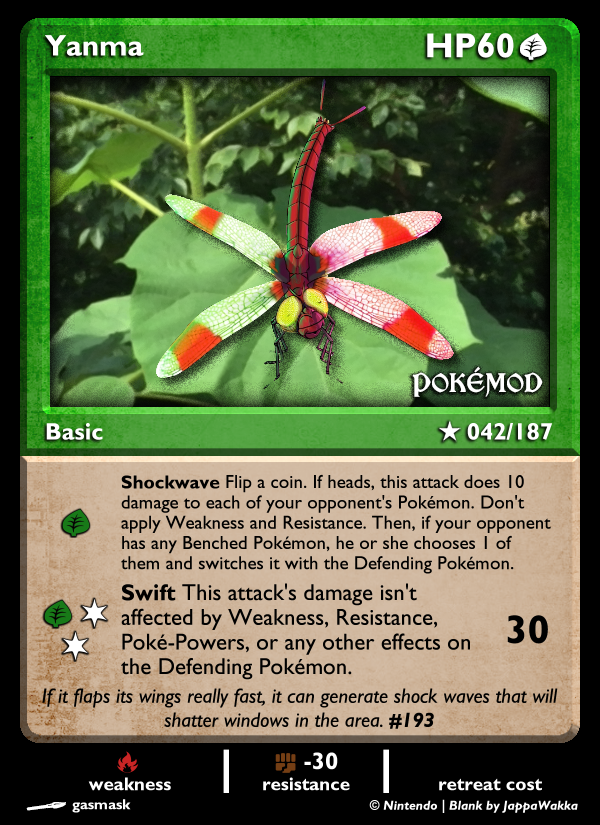 Yanma
HP60
POKÉMOD
Basic
★ 042/187
Shockwave Flip a coin. If heads, this attack does 10
damage to each of your opponent's Pokémon. Don't
apply Weakness and Resistance. Then, if your opponent
has any Benched Pokémon, he or she chooses 1 of
them and switches it with the Defending Pokémon.
Swift This attack's damage isn't
affected by Weakness, Resistance,
Poké-Powers, or any other effects on
the Defending Pokémon.
30
If it flaps its wings really fast, it can generate shock waves that will
shatter windows in the area. #193
-30
weakness
resistance
retreat cost
gasmask
© Nintendo | Blank by JappaWakka